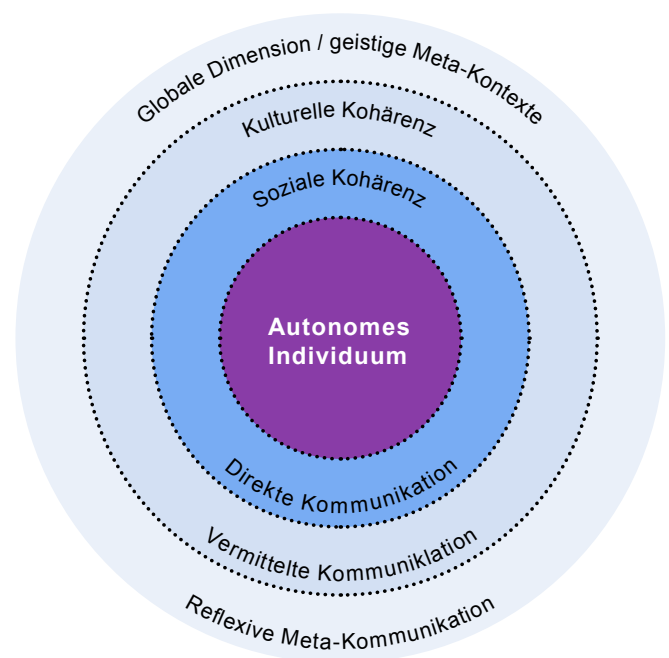 Globale Dimension / geistige Meta-Kontexte
Kulturelle Kohärenz
Soziale Kohärenz
Autonomes
Individuum
Direkte Kommunikation
Vermittelte Kommuniklation
Reflexive Meta-Kommunikation